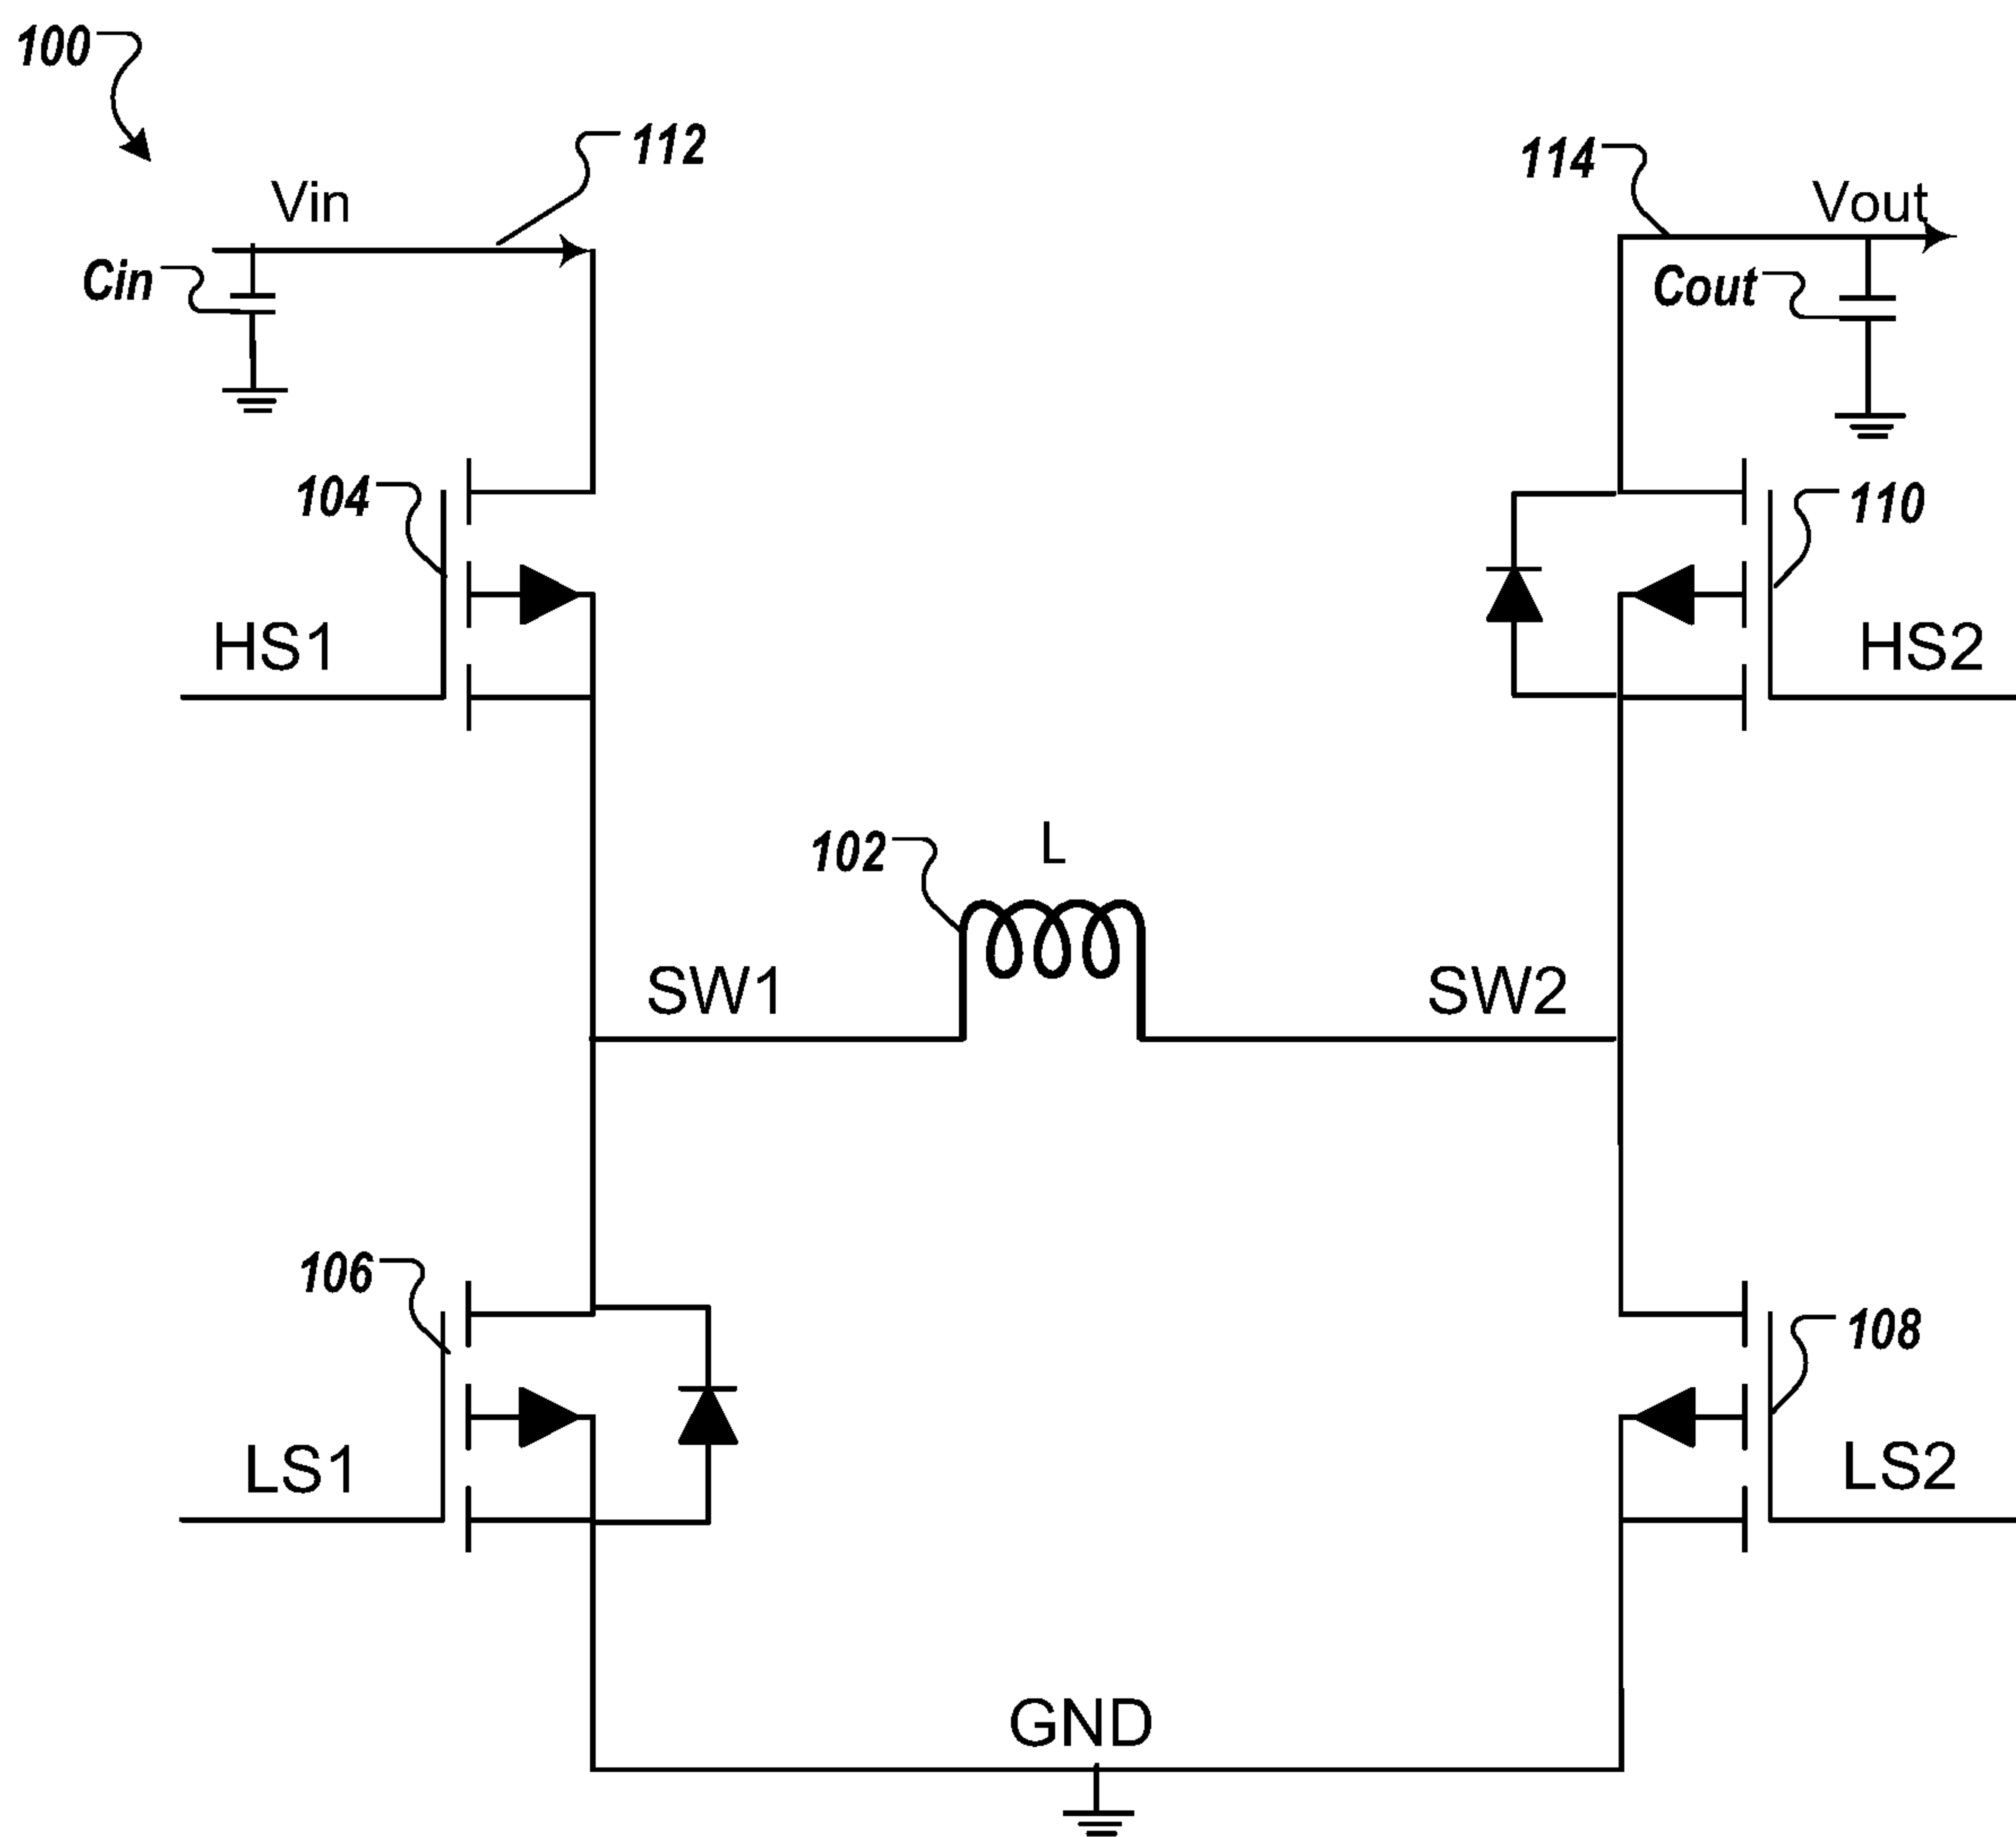 100
112
114
Vin
Vout
Cin
Cout
104
110
HS1
HS2
102
L
SW1
SW2
106
108
LS1
LS2
GND